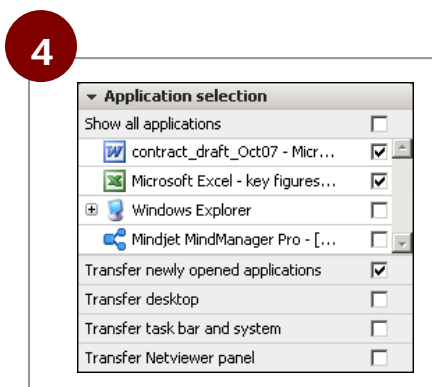 4
Application selection
Show all applications
contract_draft_Oct07 - Micr...
Microsoft Excel - key figures...
Windows Explorer
Mindjet MindManager Pro - [...
Transfer newly opened applications
Transfer desktop
Transfer task bar and system
Transfer Netviewer panel